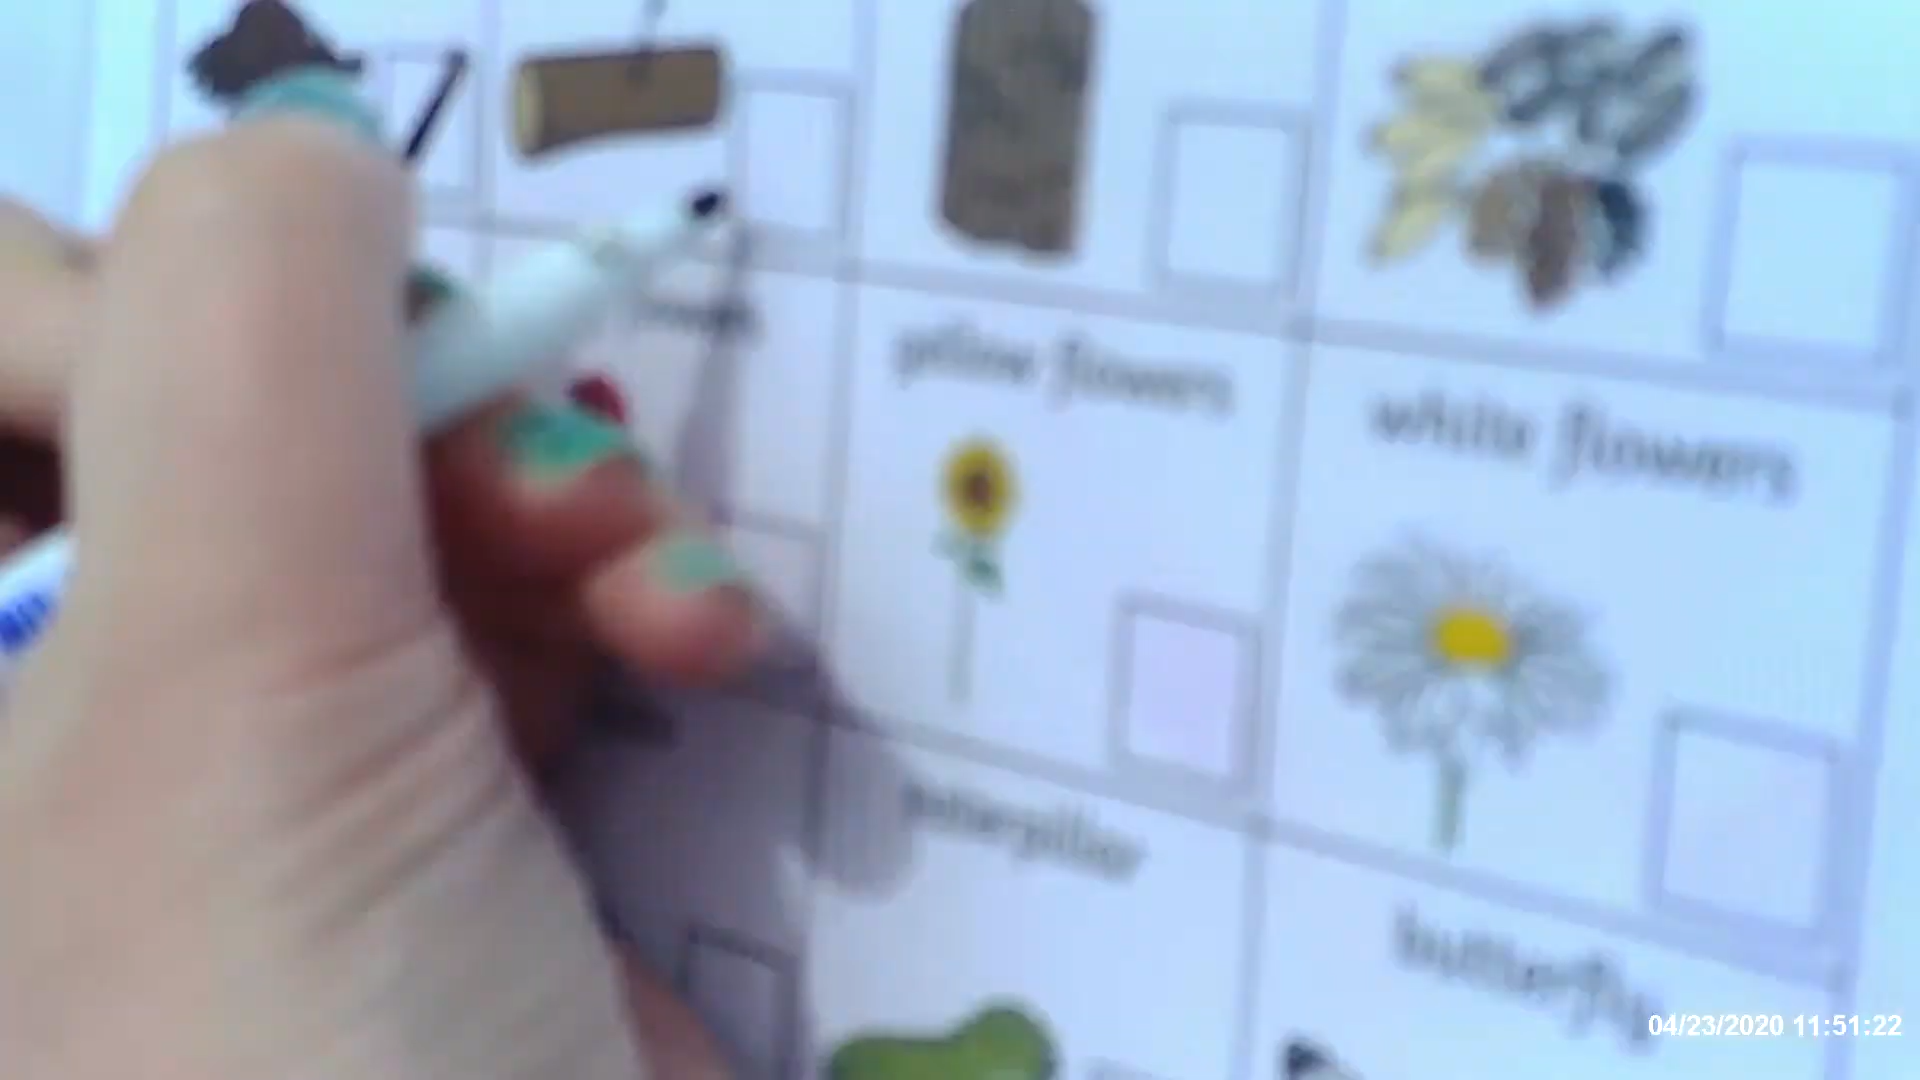 yellow flowers
white flowers
caterpillar
butterfly
04/23/2020 11:51:22